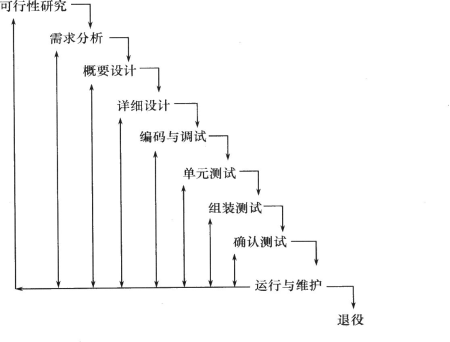 可行性研究
需求分析
概要设计
详细设计
编码与调试
单元测试
组装测试
确认测试
运行与维护
退役